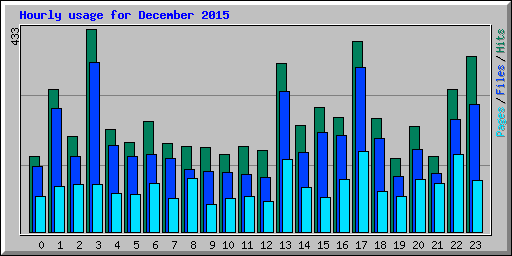 Hourly usage for December 2015
433
Pages / Files / Hits
0 1 2 3 4 5 6 7 8 9 10 11 12 13 14 15 16 17 18 19 20 21 22 23